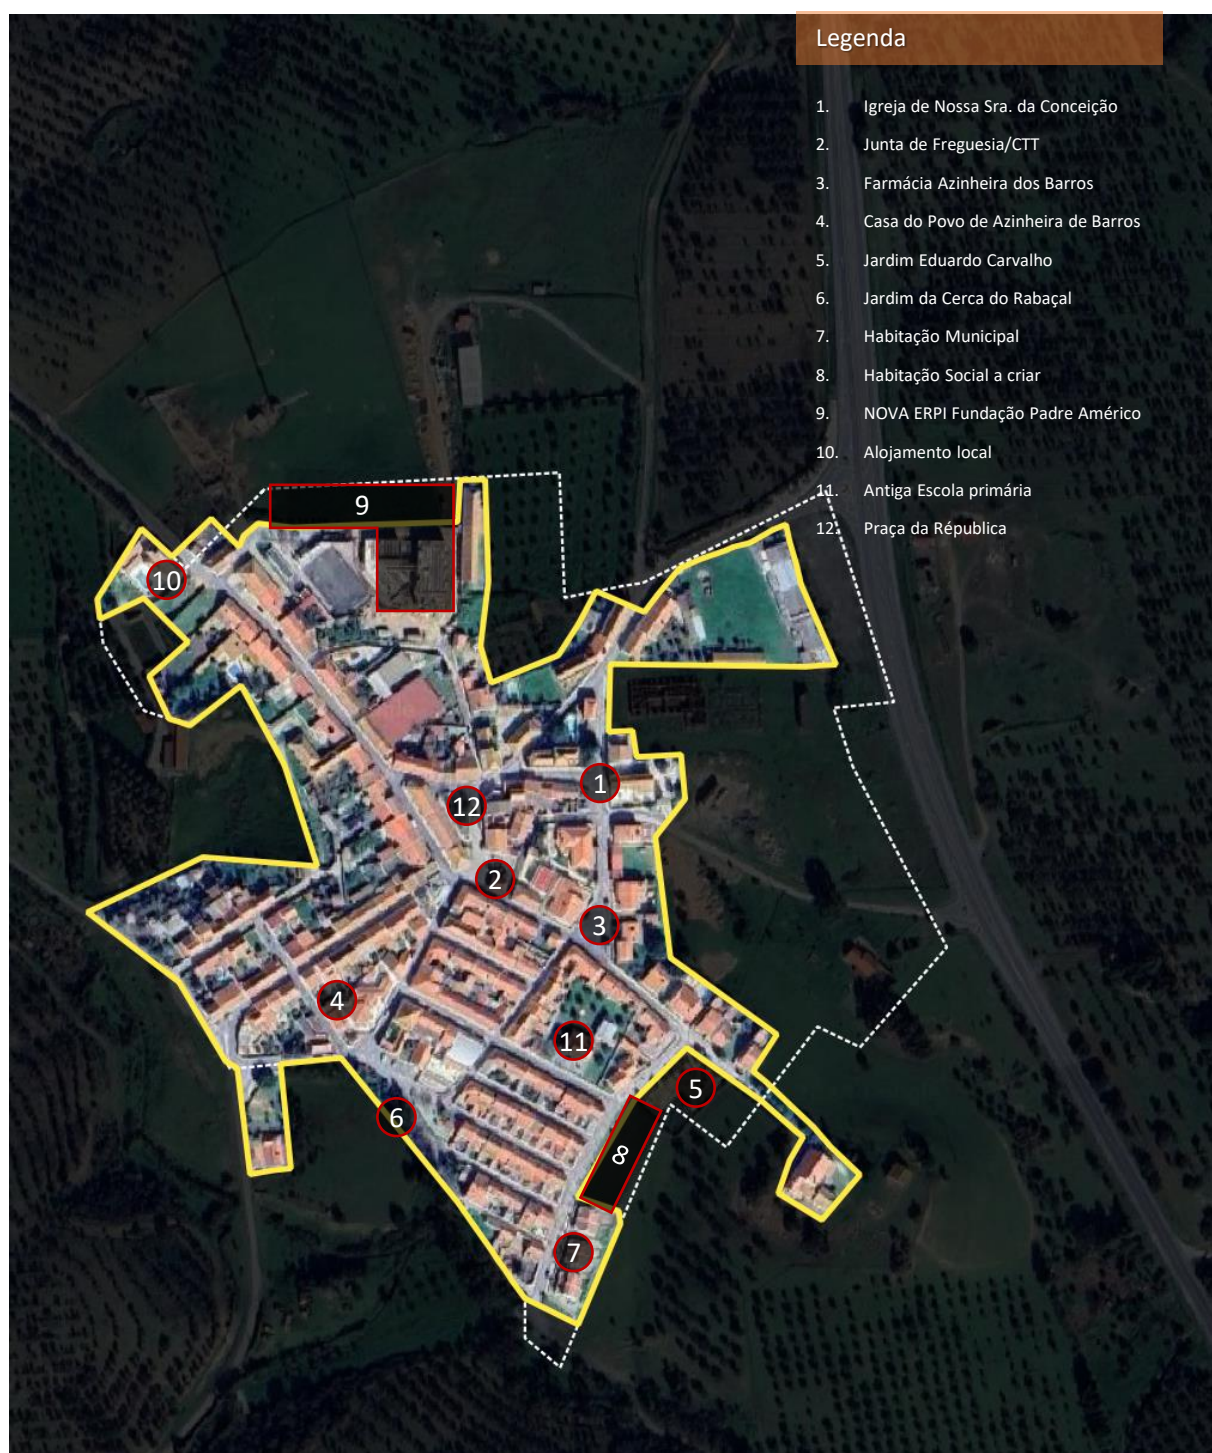 Legenda
1. Igreja de Nossa Sra. da Conceição
2. Junta de Freguesia/CTT
3. Farmácia Azinheira dos Barros
4. Casa do Povo de Azinheira de Barros
5. Jardim Eduardo Carvalho
6. Jardim da Cerca do Rabaçal
7. Habitação Municipal
8. Habitação Social a criar
9. NOVA ERPI Fundação Padre Américo
10. Alojamento local
11. Antiga Escola primária
12. Praça da Républica
9
10
1
12
2
3
4
11
5
6
8
7